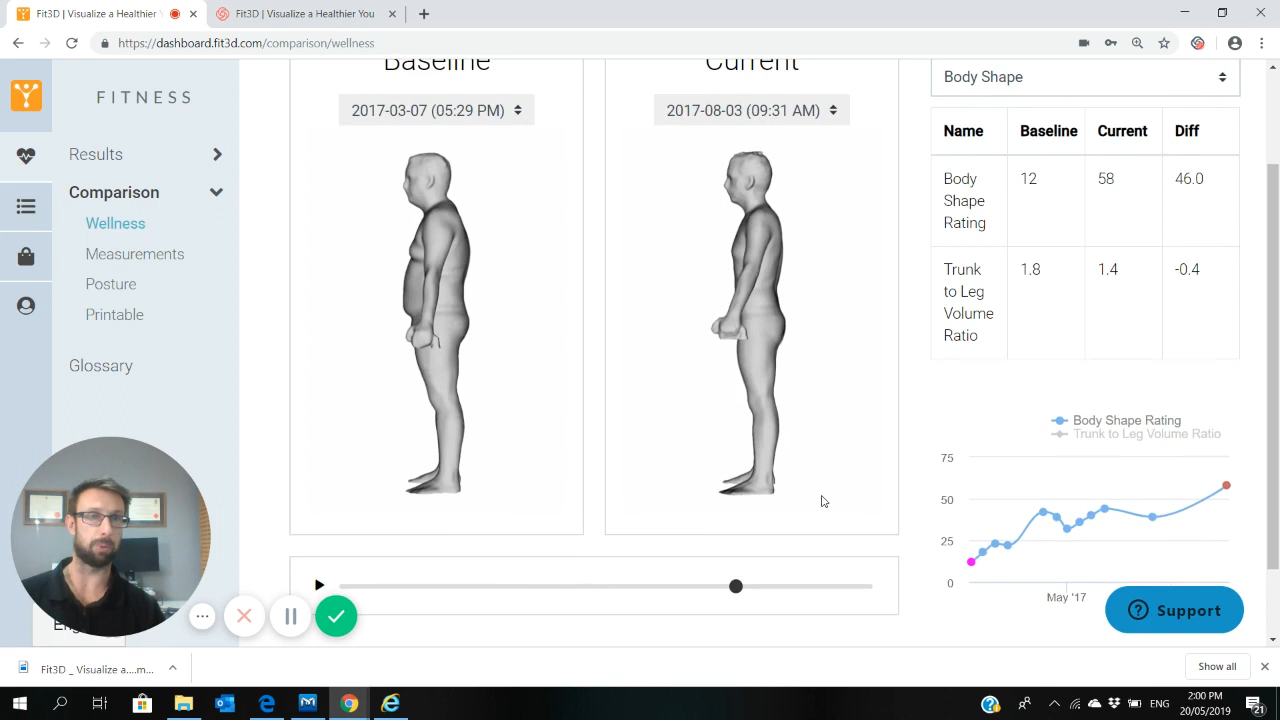 Fit3D | Visualize a Healthier Y
Fit3D | Visualize a Healthier You
https://dashboard.fit3d.com/comparison/wellness
FITNESS
Results
Comparison
Wellness
Measurements
Posture
Printable
Glossary
Baseline
2017-03-07 (05:29 PM)
Current
2017-08-03 (09:31 AM)
Body Shape
Name Baseline Current Diff
Body Shape Rating 12 58 46.0
Trunk to Leg Volume Ratio 1.8 1.4 -0.4
Body Shape Rating
Trunk to Leg Volume Ratio
75
50
25
0
May '17
Support
Fit3D _ Visualize a....m...
Show all
ENG
2:00 PM
20/05/2019
21